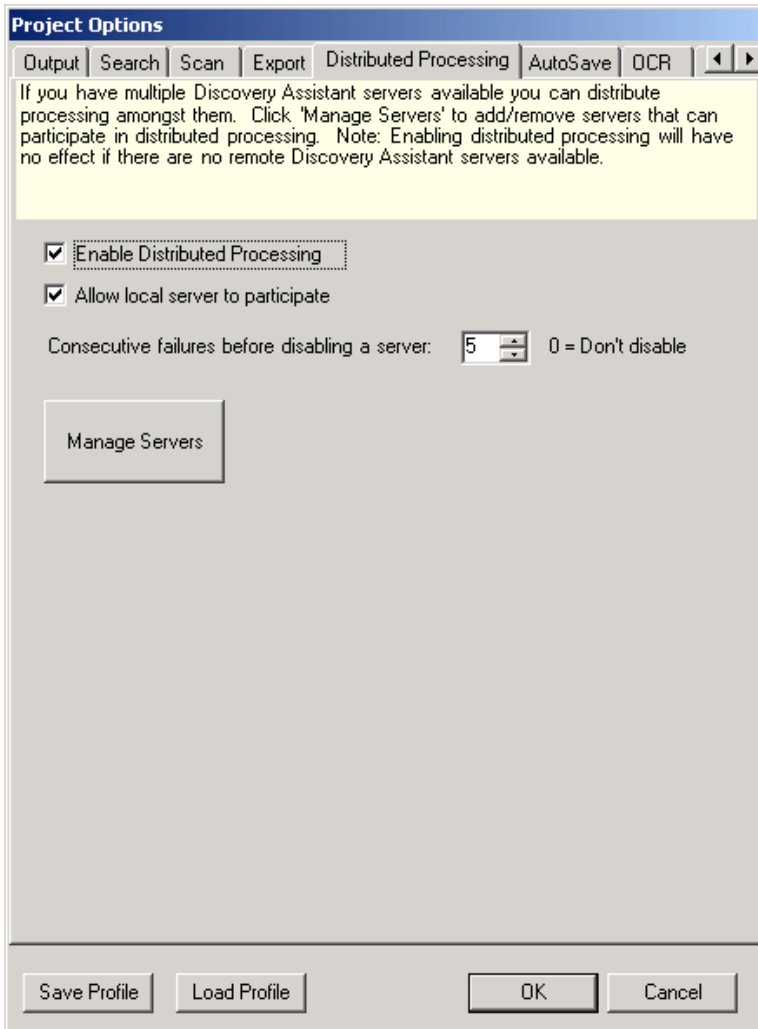 Project Options
Output Search Scan Export Distributed Processing AutoSave OCR
If you have multiple Discovery Assistant servers available you can distribute
processing amongst them. Click 'Manage Servers' to add/remove servers that can
participate in distributed processing. Note: Enabling distributed processing will have
no effect if there are no remote Discovery Assistant servers available.
Enable Distributed Processing
Allow local server to participate
Consecutive failures before disabling a server: 5 0 = Don't disable
Manage Servers
Save Profile Load Profile OK Cancel